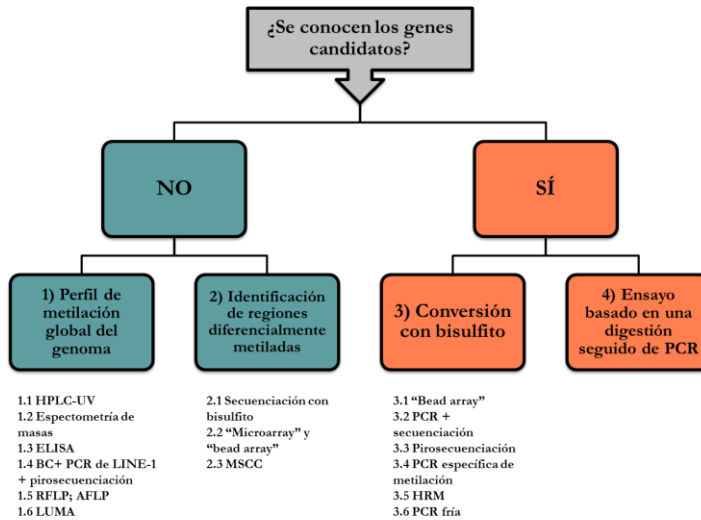 ¿Se conocen los genes
candidatos?
NO
SÍ
1) Perfil de
metilación
global del
genoma
2) Identificación
de regiones
diferencialmente
metiladas
3) Conversión
con bisulfito
4) Ensayo
basado en una
digestión
seguido de PCR
1.1 HPLC-UV
1.2 Espectometría de
masas
1.3 ELISA
1.4 BC+ PCR de LINE-1
+ pirosecuenciación
1.5 RFLP; AFLP
1.6 LUMA
2.1 Secuenciación con
bisulfito
2.2 “Microarray” y
“bead array”
2.3 MSCC
3.1 “Bead array”
3.2 PCR +
secuenciación
3.3 Pirosecuenciación
3.4 PCR específica de
metilación
3.5 HRM
3.6 PCR fría